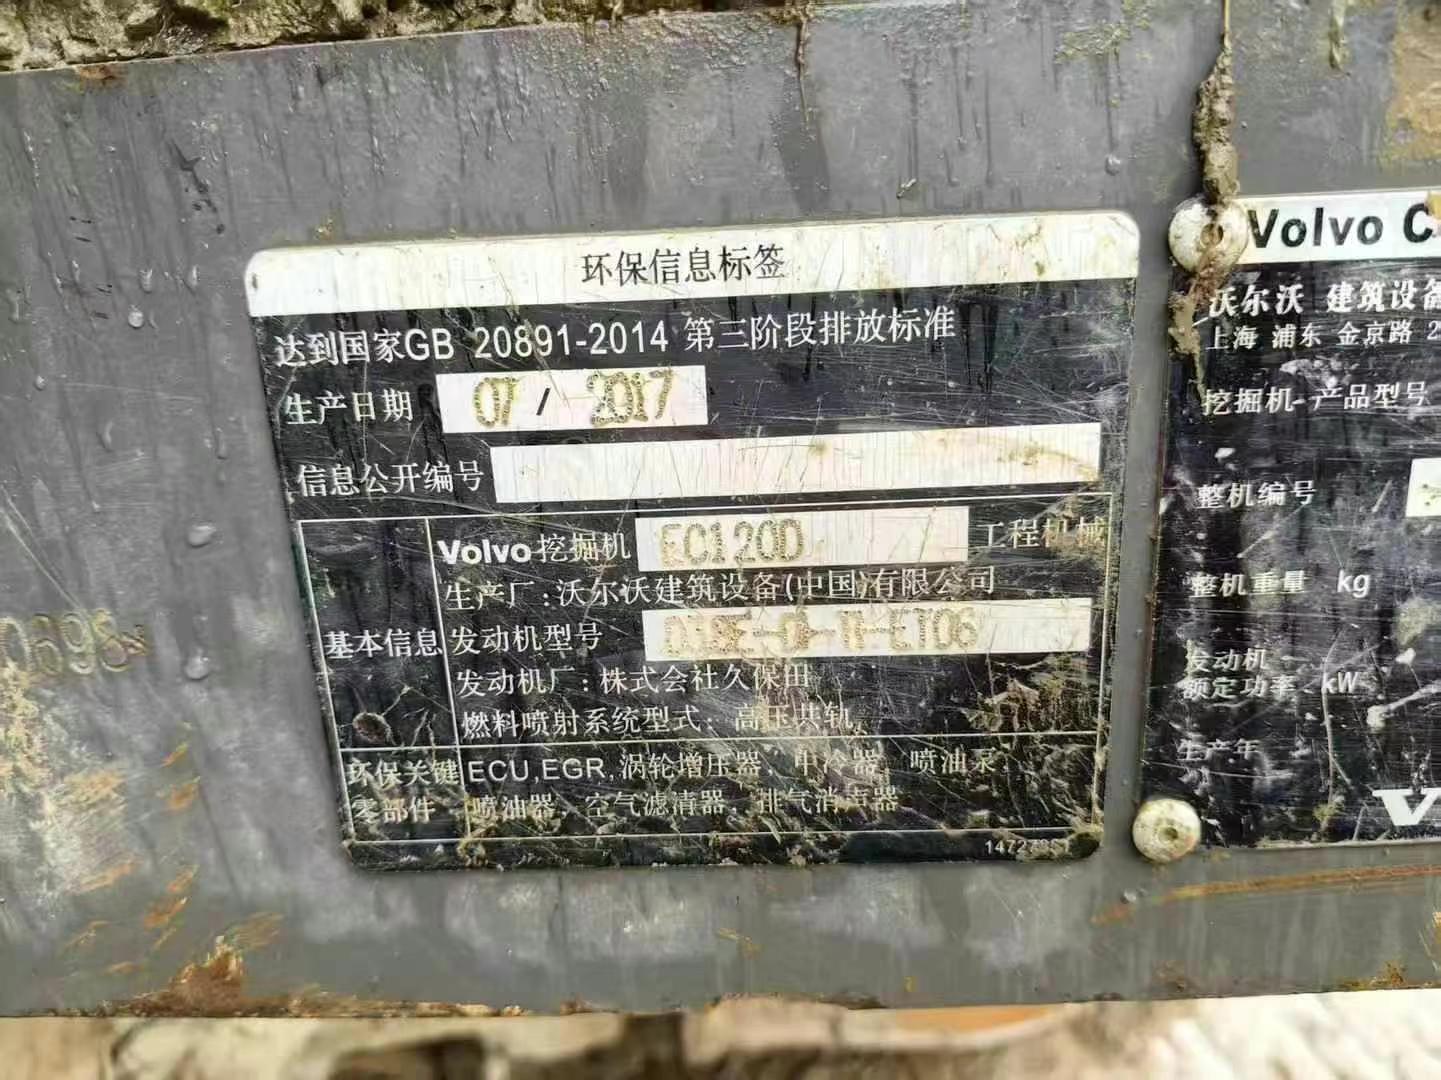 环保信息标签
达到国家GB 20891-2014 第三阶段排放标准
生产日期 07 / 2017
信息公开编号
基本信息
Volvo挖掘机 EC120D 工程机械
生产厂:沃尔沃建筑设备(中国)有限公司
发动机型号
发动机厂:株式会社久保田
燃料喷射系统型式:高压共轨
环保关键零部件
ECU,EGR,涡轮增压器,中冷器,喷油泵
喷油器,空气滤清器,排气消声器
Volvo C
沃尔沃 建筑设备
上海 浦东 金京路 2
挖掘机-产品型号
整机编号
整机重量 kg
发动机
额定功率 kW
生产年
V
0698*